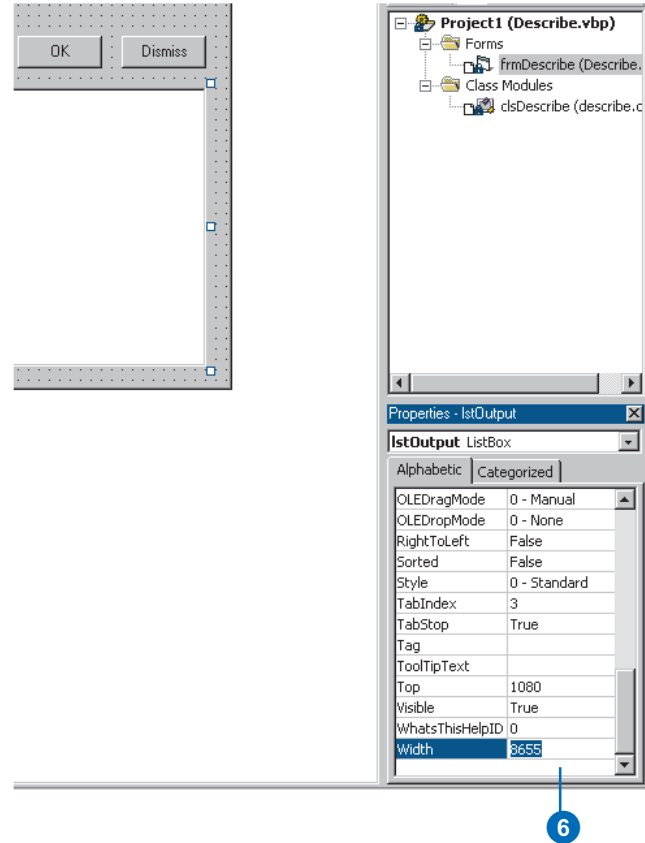 OK Dismiss
Project1 (Describe.vbp)
Forms
frmDescribe (Describe.
Class Modules
clsDescribe (describe.c
Properties - lstOutput
lstOutput ListBox
Alphabetic Categorized
OLEDragMode 0 - Manual
OLEDropMode 0 - None
RightToLeft False
Sorted False
Style 0 - Standard
TabIndex 3
TabStop True
Tag
ToolTipText
Top 1080
Visible True
WhatsThisHelpID 0
Width 8655
6